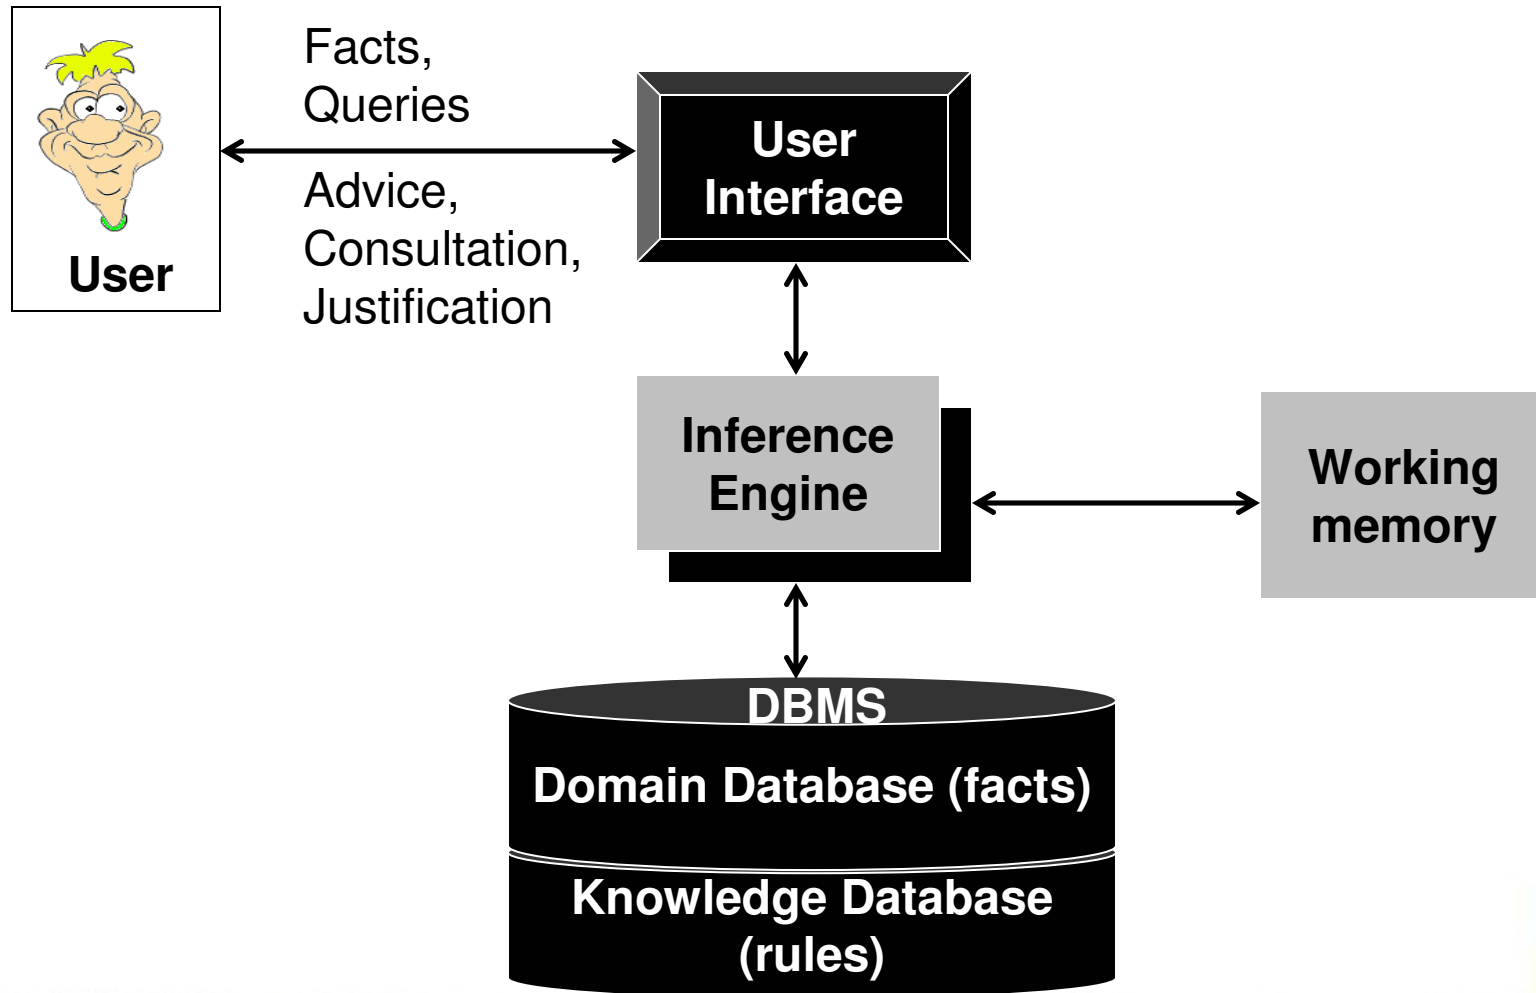 Facts,
Queries
Advice,
Consultation,
Justification
User
User
Interface
Inference
Engine
Working
memory
DBMS
Domain Database (facts)
Knowledge Database
(rules)